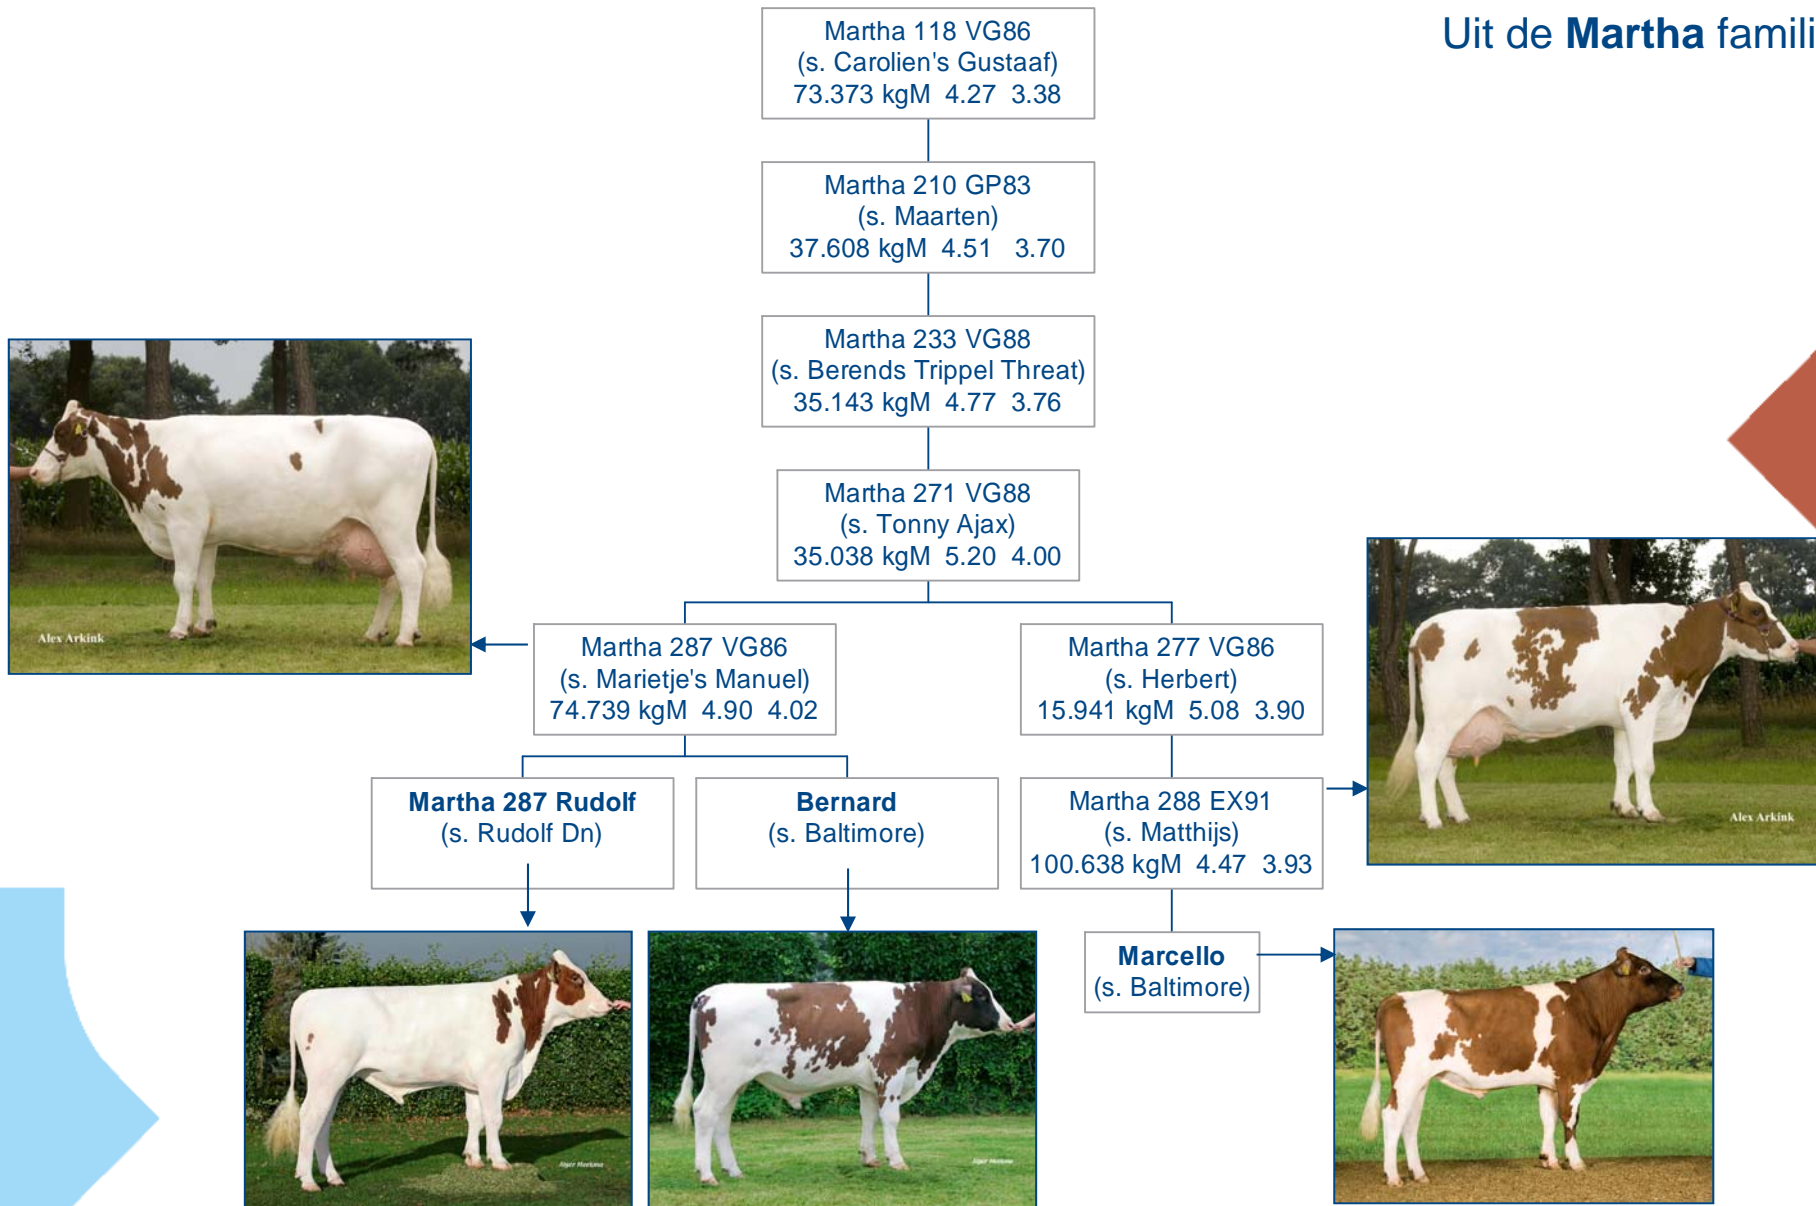 Uit de Martha famili
Martha 118 VG86
(s. Carolien's Gustaaf)
73.373 kgM 4.27 3.38
Martha 210 GP83
(s. Maarten)
37.608 kgM 4.51 3.70
Martha 233 VG88
(s. Berends Trippel Threat)
35.143 kgM 4.77 3.76
Martha 271 VG88
(s. Tonny Ajax)
35.038 kgM 5.20 4.00
Alex Arkink
Martha 287 VG86
(s. Marietje's Manuel)
74.739 kgM 4.90 4.02
Martha 277 VG86
(s. Herbert)
15.941 kgM 5.08 3.90
Martha 287 Rudolf
(s. Rudolf Dn)
Bernard
(s. Baltimore)
Martha 288 EX91
(s. Matthijs)
100.638 kgM 4.47 3.93
Alex Arkink
Marcello
(s. Baltimore)